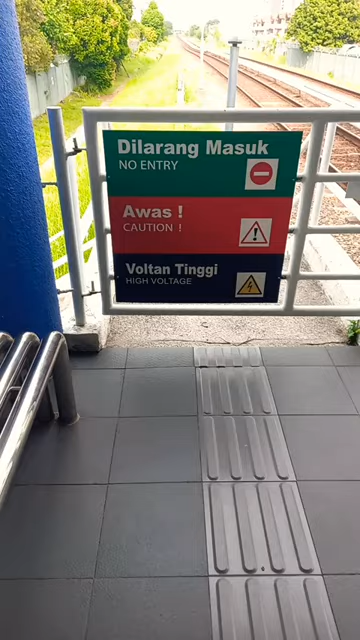 Dilarang Masuk
NO ENTRY
Awas !
CAUTION !
Voltan Tinggi
HIGH VOLTAGE